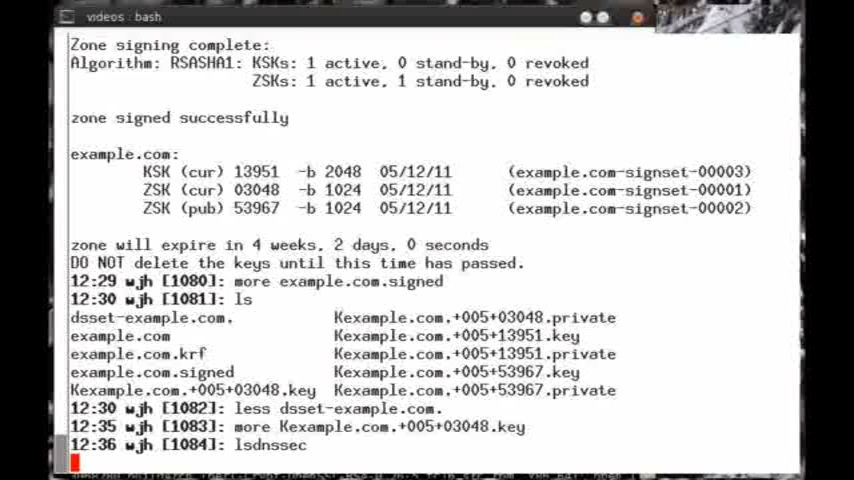 videos : bash
Zone signing complete:
Algorithm: RSASHA1: KSKs: 1 active, 0 stand-by, 0 revoked
ZSKs: 1 active, 1 stand-by, 0 revoked
zone signed successfully
example.com:
KSK (cur) 13951 -b 2048 05/12/11 (example.com-signset-00003)
ZSK (cur) 03048 -b 1024 05/12/11 (example.com-signset-00001)
ZSK (pub) 53967 -b 1024 05/12/11 (example.com-signset-00002)
zone will expire in 4 weeks, 2 days, 0 seconds
DO NOT delete the keys until this time has passed.
12:29 wjh [1080]: more example.com.signed
12:30 wjh [1081]: ls
dsset-example.com. Kexample.com.+005+03048.private
example.com Kexample.com.+005+13951.key
example.com.krf Kexample.com.+005+13951.private
example.com.signed Kexample.com.+005+53967.key
Kexample.com.+005+03048.key Kexample.com.+005+53967.private
12:30 wjh [1082]: less dsset-example.com.
12:35 wjh [1083]: more Kexample.com.+005+03048.key
12:36 wjh [1084]: lsdnssec